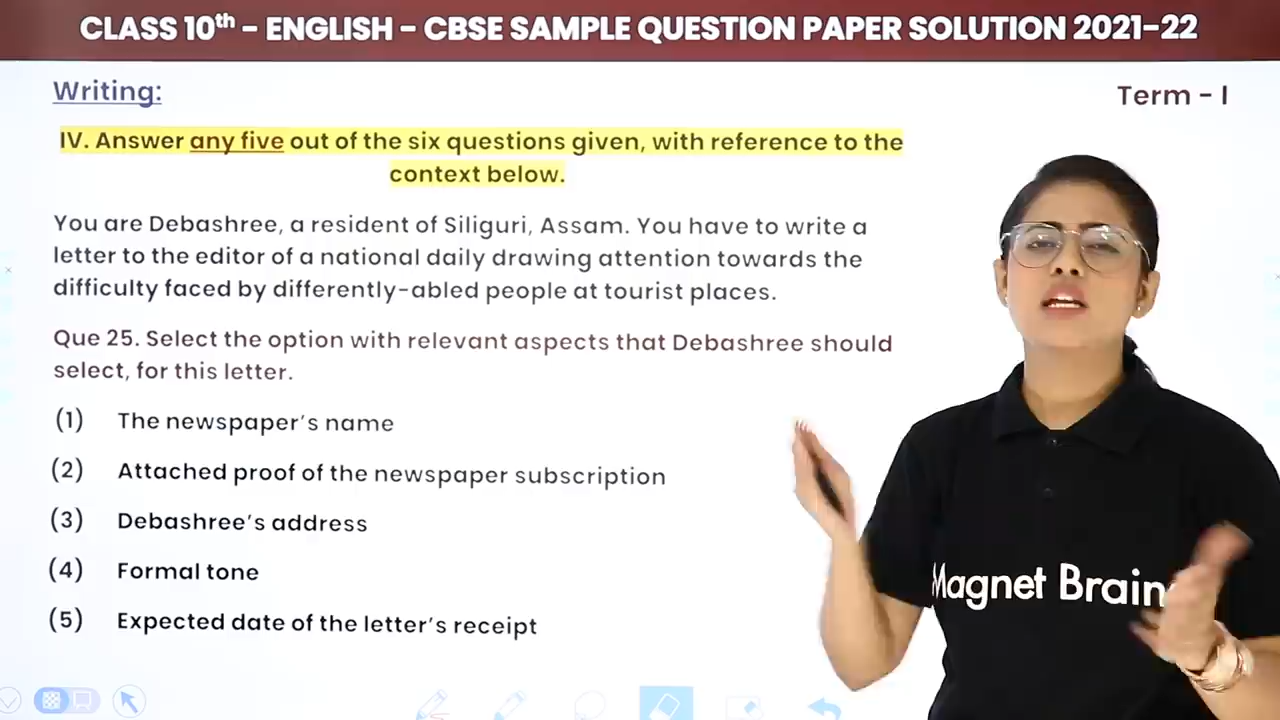 CLASS 10th - ENGLISH - CBSE SAMPLE QUESTION PAPER SOLUTION 2021-22
Writing:
Term - I
IV. Answer any five out of the six questions given, with reference to the
context below.
You are Debashree, a resident of Siliguri, Assam. You have to write a
letter to the editor of a national daily drawing attention towards the
difficulty faced by differently-abled people at tourist places.
Que 25. Select the option with relevant aspects that Debashree should
select, for this letter.
(1) The newspaper's name
(2) Attached proof of the newspaper subscription
(3) Debashree's address
(4) Formal tone
(5) Expected date of the letter's receipt
Magnet Brain